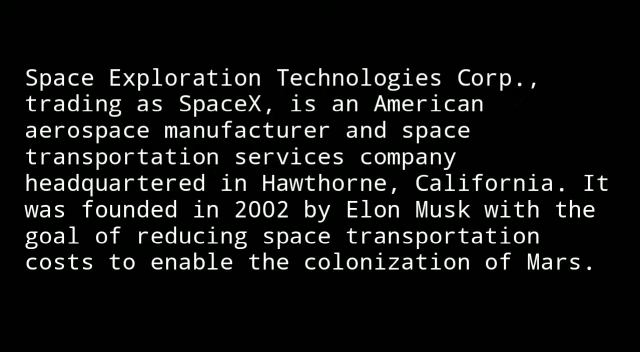 Space Exploration Technologies Corp.,
trading as SpaceX, is an American
aerospace manufacturer and space
transportation services company
headquartered in Hawthorne, California. It
was founded in 2002 by Elon Musk with the
goal of reducing space transportation
costs to enable the colonization of Mars.